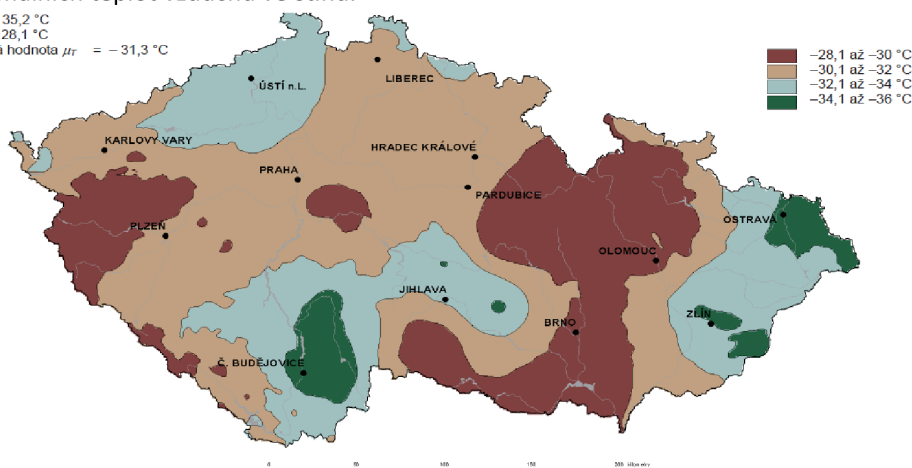 35,2 °C
28,1 °C
hodnota μT = – 31,3 °C
–28,1 až –30 °C
–30,1 až –32 °C
–32,1 až –34 °C
–34,1 až –36 °C
LIBEREC
ÚSTÍ n.L.
KARLOVY VARY
HRADEC KRÁLOVÉ
PRAHA
PARDUBICE
PLZEŇ
OSTRAVA
OLOMOUC
JIHLAVA
ZLÍN
BRNO
Č. BUDĚJOVICE
0 50 100 150 200